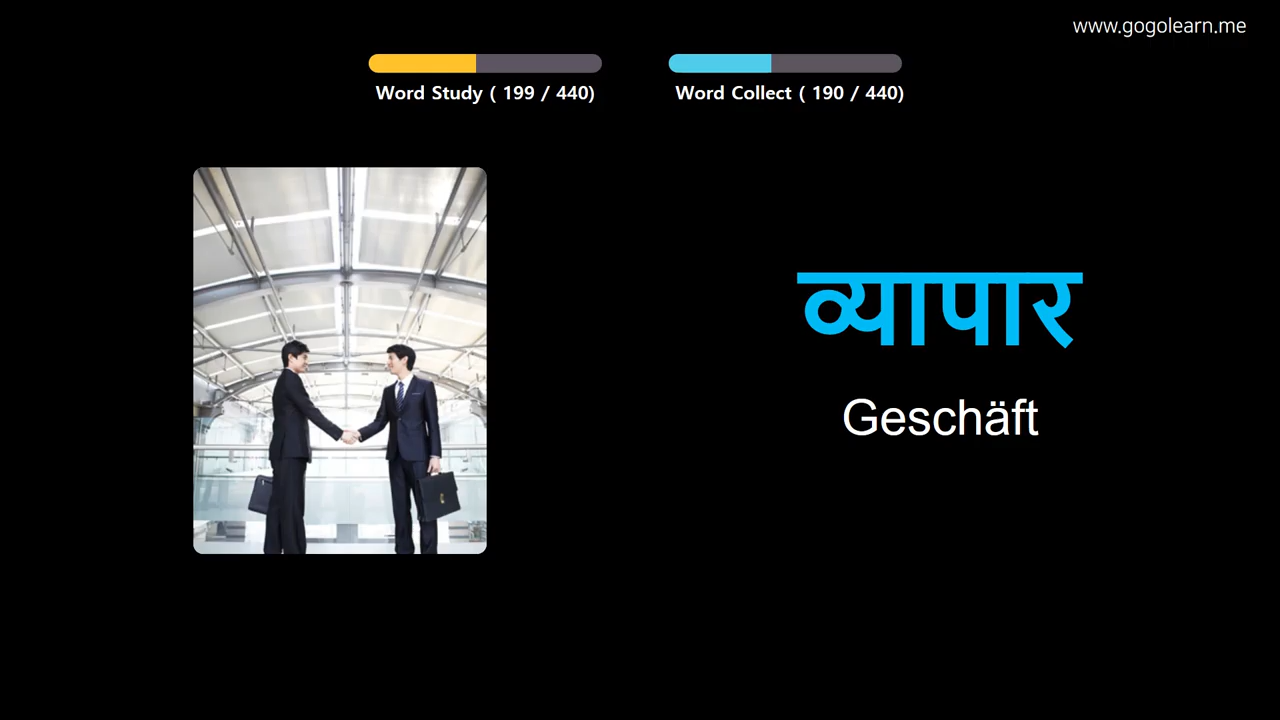 www.gogolearn.me
Word Study ( 199 / 440)
Word Collect ( 190 / 440)
व्यापार
Geschäft